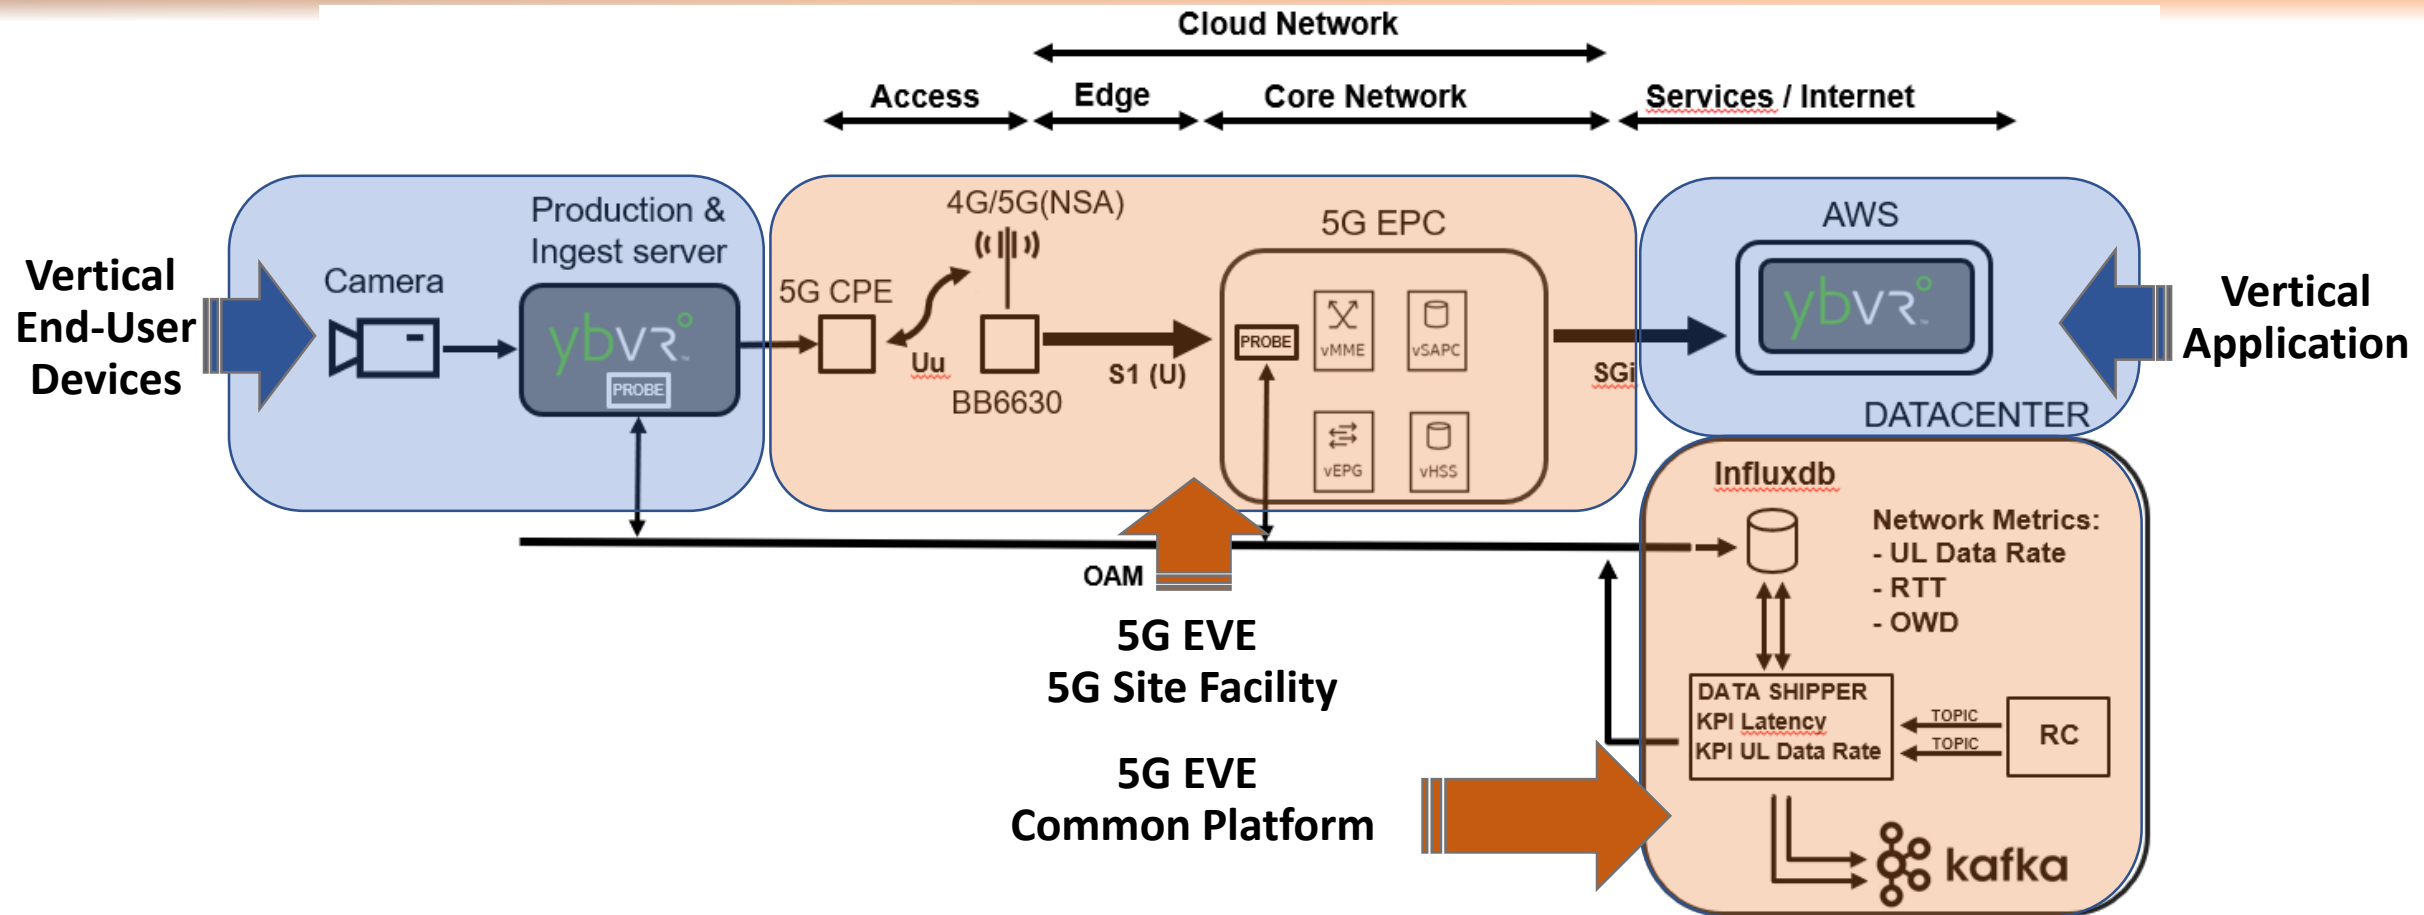 Cloud Network
Access
Edge
Core Network
Services / Internet
Vertical
End-User
Devices
Camera
Production &
Ingest server
ybVR°
PROBE
5G CPE
4G/5G(NSA)
Uu
BB6630
S1 (U)
5G EPC
PROBE
vMME
vSAPC
vEPG
vHSS
SGi
AWS
ybVR°
DATACENTER
Vertical
Application
OAM
5G EVE
5G Site Facility
5G EVE
Common Platform
Influxdb
Network Metrics:
- UL Data Rate
- RTT
- OWD
DATA SHIPPER
KPI Latency
KPI UL Data Rate
TOPIC
TOPIC
RC
kafka